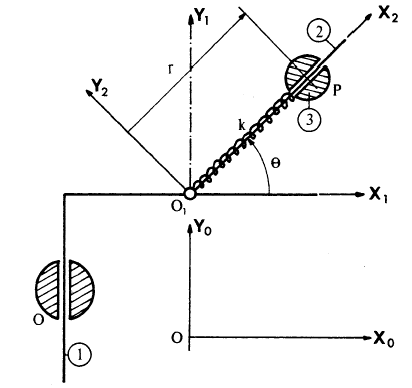 Y₁
X₂
2
Y₂
r
P
3
k
θ
O₁
X₁
Y₀
O
1
O
X₀